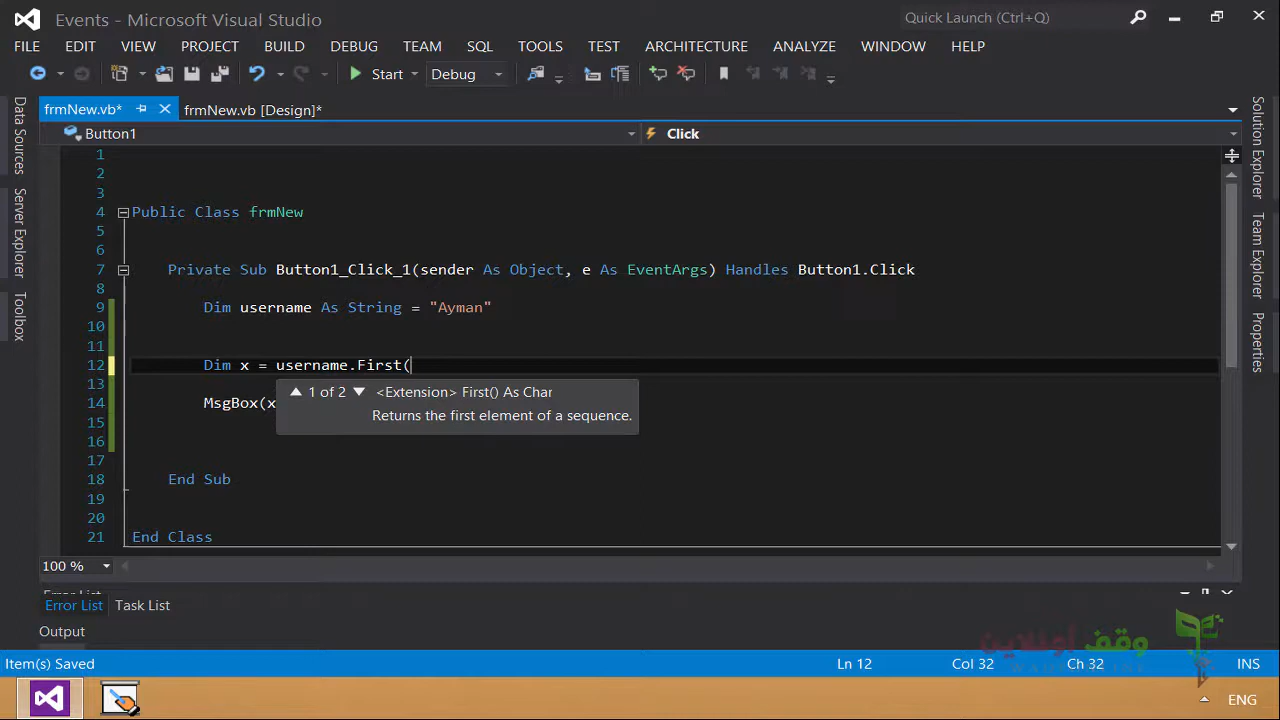 Events - Microsoft Visual Studio
Quick Launch (Ctrl+Q)
FILE EDIT VIEW PROJECT BUILD DEBUG TEAM SQL TOOLS TEST ARCHITECTURE ANALYZE WINDOW HELP
Start Debug
frmNew.vb* frmNew.vb [Design]*
Button1 Click
Data Sources
Server Explorer
Toolbox
Solution Explorer
Team Explorer
Properties
1
2
3
4 Public Class frmNew
5
6
7 Private Sub Button1_Click_1(sender As Object, e As EventArgs) Handles Button1.Click
8
9 Dim username As String = "Ayman"
10
11
12 Dim x = username.First(
13 1 of 2 <Extension> First() As Char
14 MsgBox(x Returns the first element of a sequence.
15
16
17
18 End Sub
19
20
21 End Class
100 %
Error List
Error List Task List
Output
وقف أونلاين
Item(s) Saved Ln 12 Col 32 Ch 32 INS
ENG